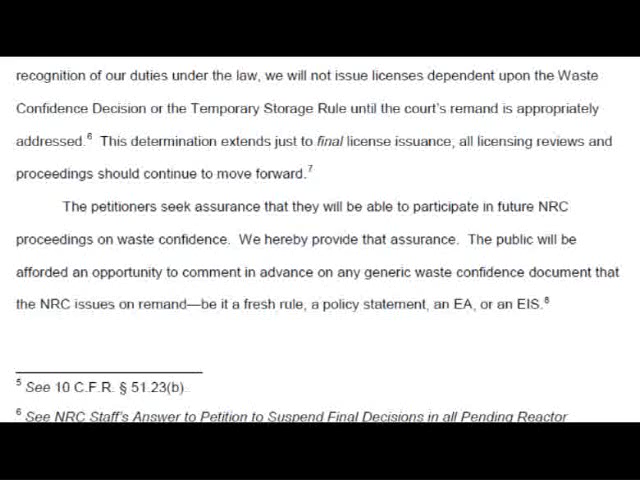 recognition of our duties under the law, we will not issue licenses dependent upon the Waste
Confidence Decision or the Temporary Storage Rule until the court's remand is appropriately
addressed.6 This determination extends just to final license issuance; all licensing reviews and
proceedings should continue to move forward.7
The petitioners seek assurance that they will be able to participate in future NRC
proceedings on waste confidence. We hereby provide that assurance. The public will be
afforded an opportunity to comment in advance on any generic waste confidence document that
the NRC issues on remand—be it a fresh rule, a policy statement, an EA, or an EIS.8
5 See 10 C.F.R. § 51.23(b).
6 See NRC Staff's Answer to Petition to Suspend Final Decisions in all Pending Reactor